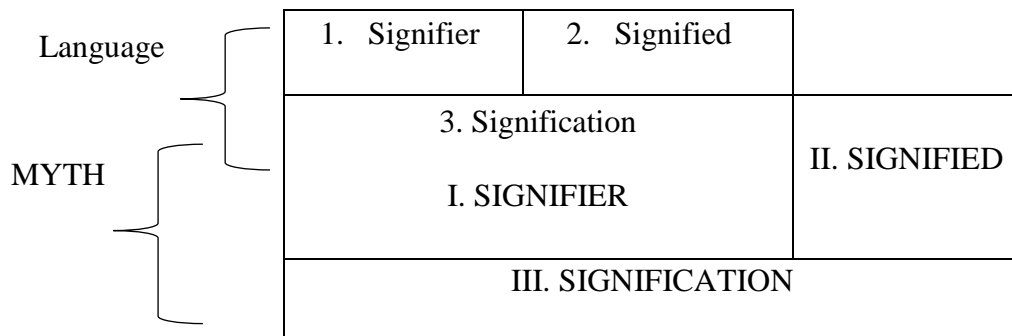 Language
1. Signifier
2. Signified
3. Signification
MYTH
I. SIGNIFIER
II. SIGNIFIED
III. SIGNIFICATION